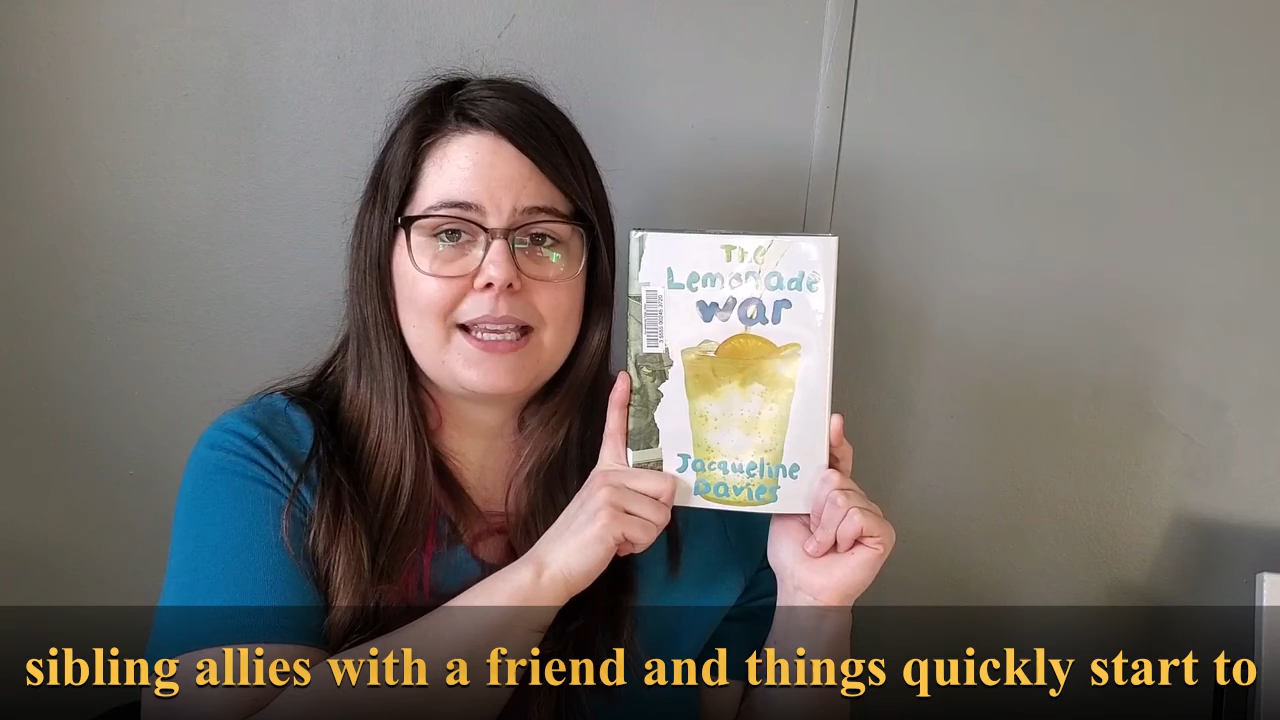 The
Lemonade
war
Jacqueline
Davies
sibling allies with a friend and things quickly start to